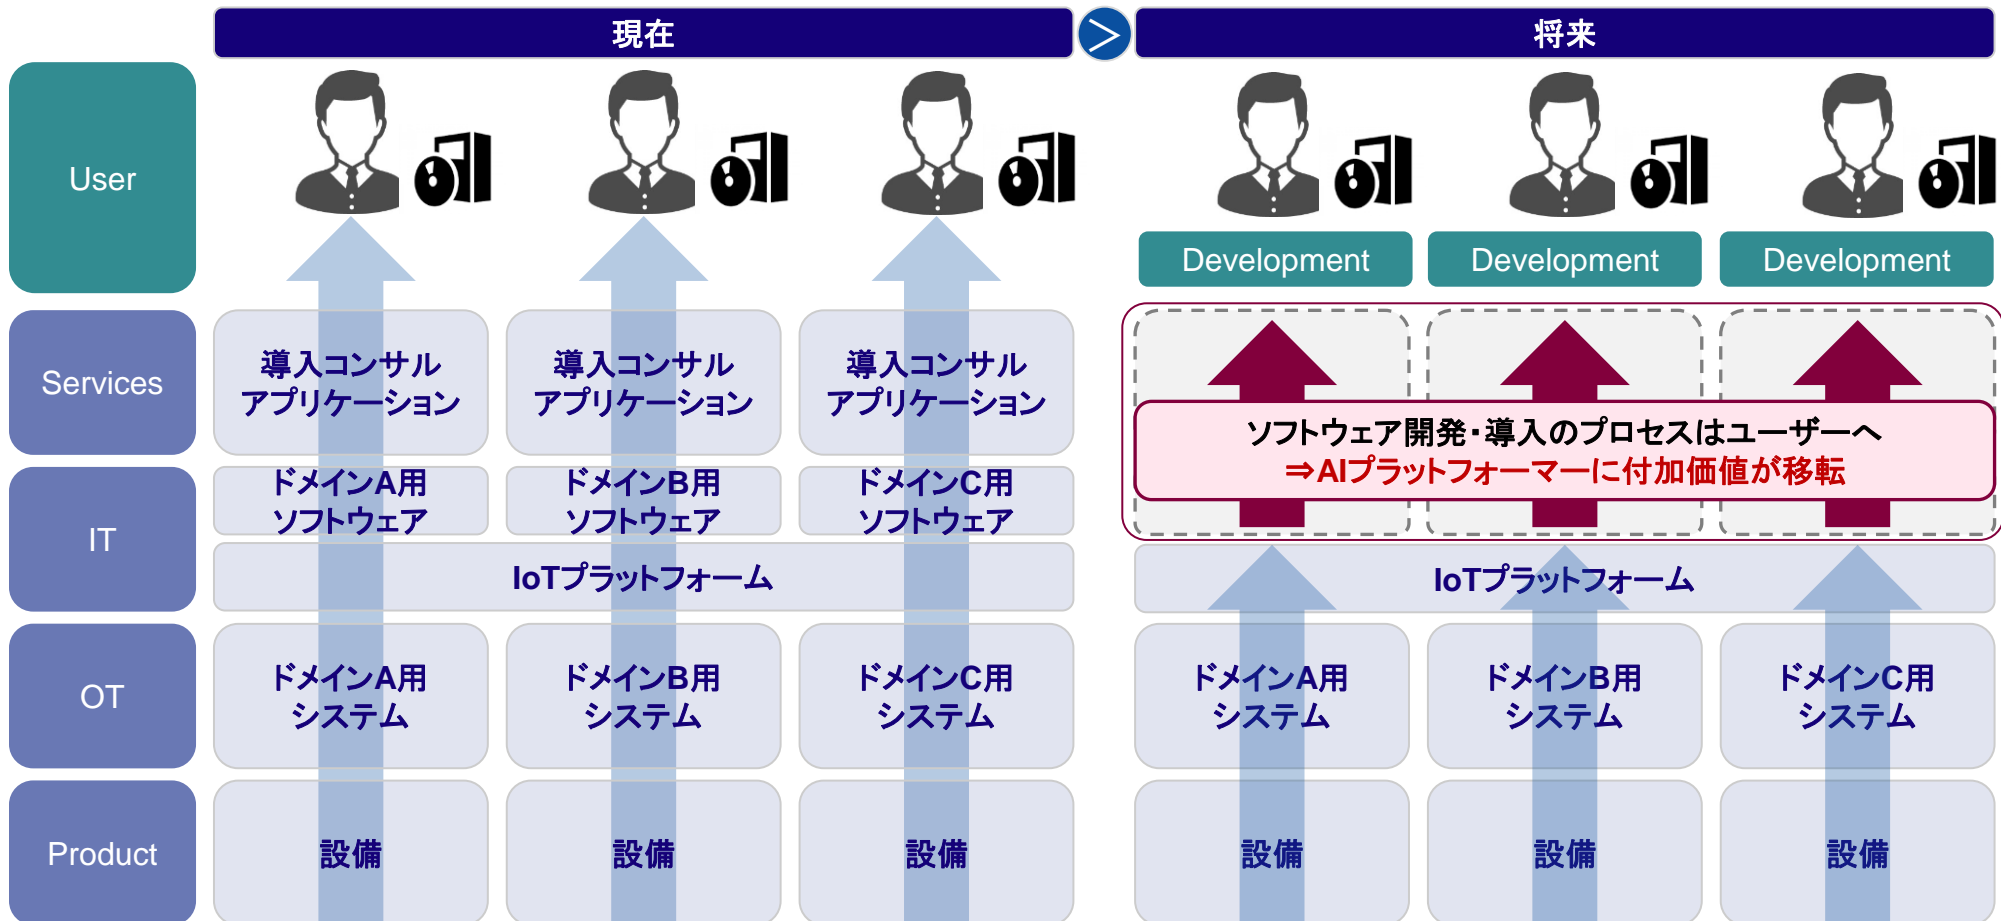 現在
>
将来
User
Development
Development
Development
Services
導入コンサル
アプリケーション
導入コンサル
アプリケーション
導入コンサル
アプリケーション
ソフトウェア開発・導入のプロセスはユーザーへ
⇒AIプラットフォーマーに付加価値が移転
IT
ドメインA用
ソフトウェア
ドメインB用
ソフトウェア
ドメインC用
ソフトウェア
IoTプラットフォーム
IoTプラットフォーム
OT
ドメインA用
システム
ドメインB用
システム
ドメインC用
システム
ドメインA用
システム
ドメインB用
システム
ドメインC用
システム
Product
設備
設備
設備
設備
設備
設備